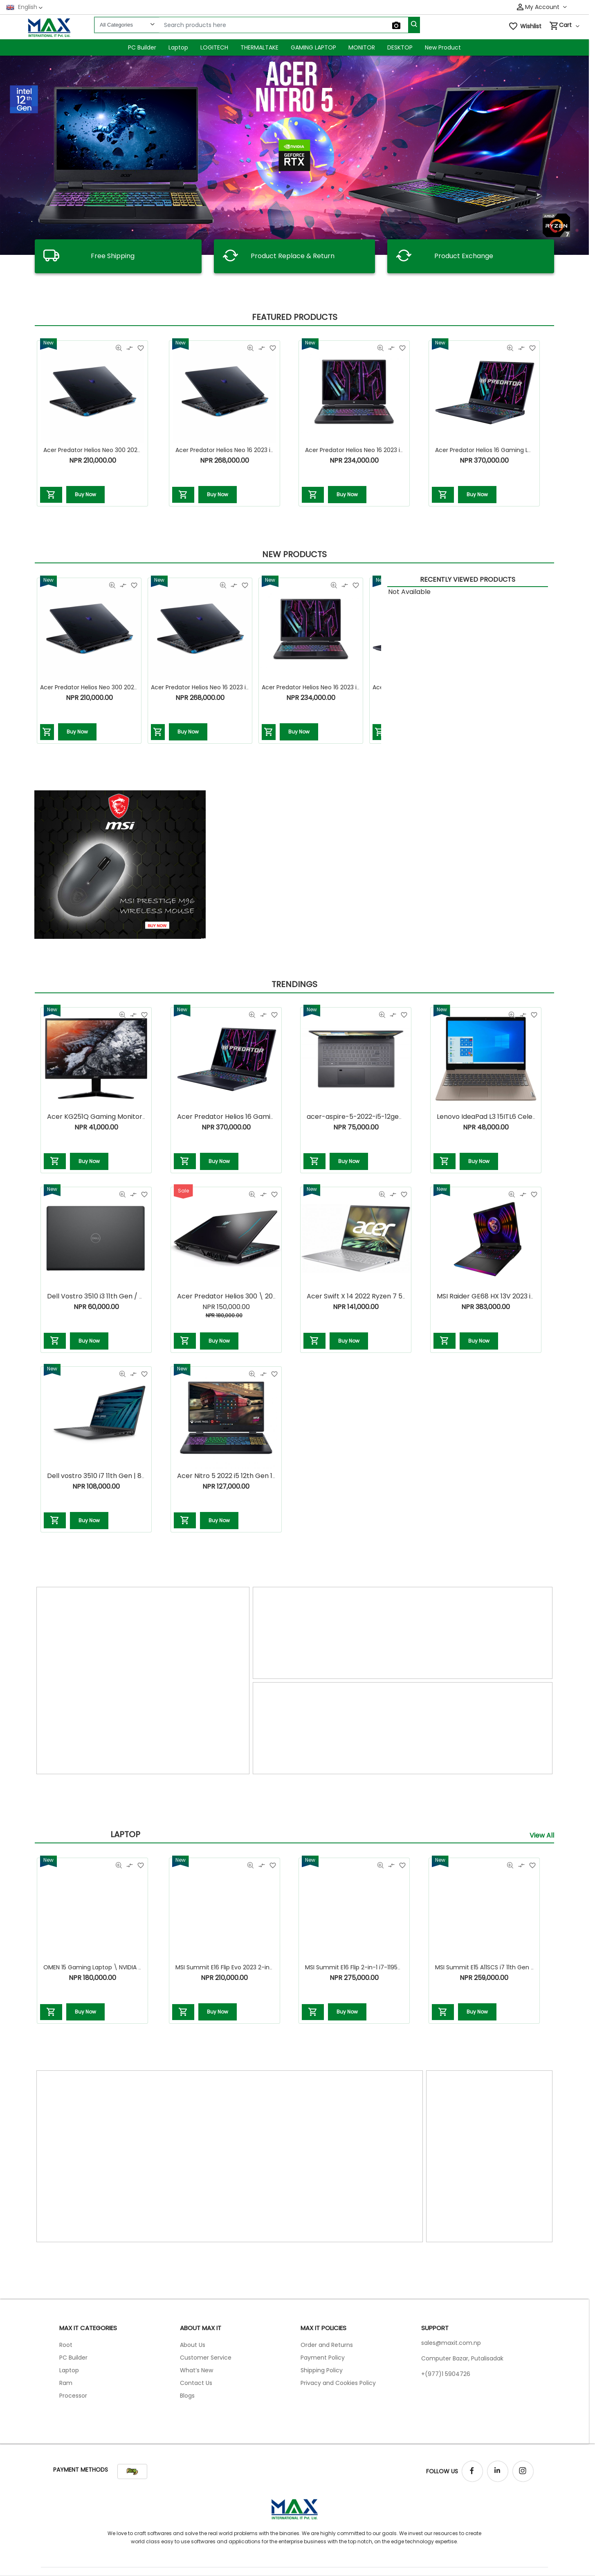 English
My Account
MAX
INTERNATIONAL IT Pvt. Ltd.
All Categories
Search products here
Wishlist
Cart
PC Builder
Laptop
LOGITECH
THERMALTAKE
GAMING LAPTOP
MONITOR
DESKTOP
New Product
intel
12th
Gen
ACER
NITRO 5
NVIDIA
GEFORCE
RTX
AMD
RYZEN
7
Free Shipping
Product Replace & Return
Product Exchange
FEATURED PRODUCTS
New
New
New
New
PREDATOR
Acer Predator Helios Neo 300 202..
Acer Predator Helios Neo 16 2023 i..
Acer Predator Helios Neo 16 2023 i..
Acer Predator Helios 16 Gaming L..
NPR 210,000.00
NPR 268,000.00
NPR 234,000.00
NPR 370,000.00
Buy Now
Buy Now
Buy Now
Buy Now
NEW PRODUCTS
New
New
New
Acer Predator Helios Neo 300 202..
Acer Predator Helios Neo 16 2023 i..
Acer Predator Helios Neo 16 2023 i..
Ace
NPR 210,000.00
NPR 268,000.00
NPR 234,000.00
Buy Now
Buy Now
Buy Now
RECENTLY VIEWED PRODUCTS
Not Available
msi
MSI PRESTIGE M96
WIRELESS MOUSE
BUY NOW
TRENDINGS
New
New
New
New
PREDATOR
Acer KG251Q Gaming Monitor..
Acer Predator Helios 16 Gami..
acer-aspire-5-2022-i5-12ge..
Lenovo IdeaPad L3 15ITL6 Cele..
NPR 41,000.00
NPR 370,000.00
NPR 75,000.00
NPR 48,000.00
Buy Now
Buy Now
Buy Now
Buy Now
New
Sale
New
New
DELL
acer
Dell Vostro 3510 i3 11th Gen / ..
Acer Predator Helios 300 \ 20..
Acer Swift X 14 2022 Ryzen 7 5..
MSI Raider GE68 HX 13V 2023 i..
NPR 60,000.00
NPR 150,000.00
NPR 180,000.00
NPR 141,000.00
NPR 383,000.00
Buy Now
Buy Now
Buy Now
Buy Now
New
New
Dell vostro 3510 i7 11th Gen | 8..
Acer Nitro 5 2022 i5 12th Gen 1..
NPR 108,000.00
NPR 127,000.00
Buy Now
Buy Now
LAPTOP
View All
New
New
New
New
OMEN 15 Gaming Laptop \ NVIDIA ..
MSI Summit E16 Flip Evo 2023 2-in..
MSI Summit E16 Flip 2-in-1 i7-1195..
MSI Summit E15 A11SCS i7 11th Gen ..
NPR 180,000.00
NPR 210,000.00
NPR 275,000.00
NPR 259,000.00
Buy Now
Buy Now
Buy Now
Buy Now
MAX IT CATEGORIES
Root
PC Builder
Laptop
Ram
Processor
ABOUT MAX IT
About Us
Customer Service
What's New
Contact Us
Blogs
MAX IT POLICIES
Order and Returns
Payment Policy
Shipping Policy
Privacy and Cookies Policy
SUPPORT
sales@maxit.com.np
Computer Bazar, Putalisadak
+(977)1 5904726
PAYMENT METHODS
FOLLOW US
MAX
INTERNATIONAL IT Pvt. Ltd.
We love to craft softwares and solve the real world problems with the binaries. We are highly committed to our goals. We invest our resources to create
world class easy to use softwares and applications for the enterprise business with the top notch, on the edge technology expertise.